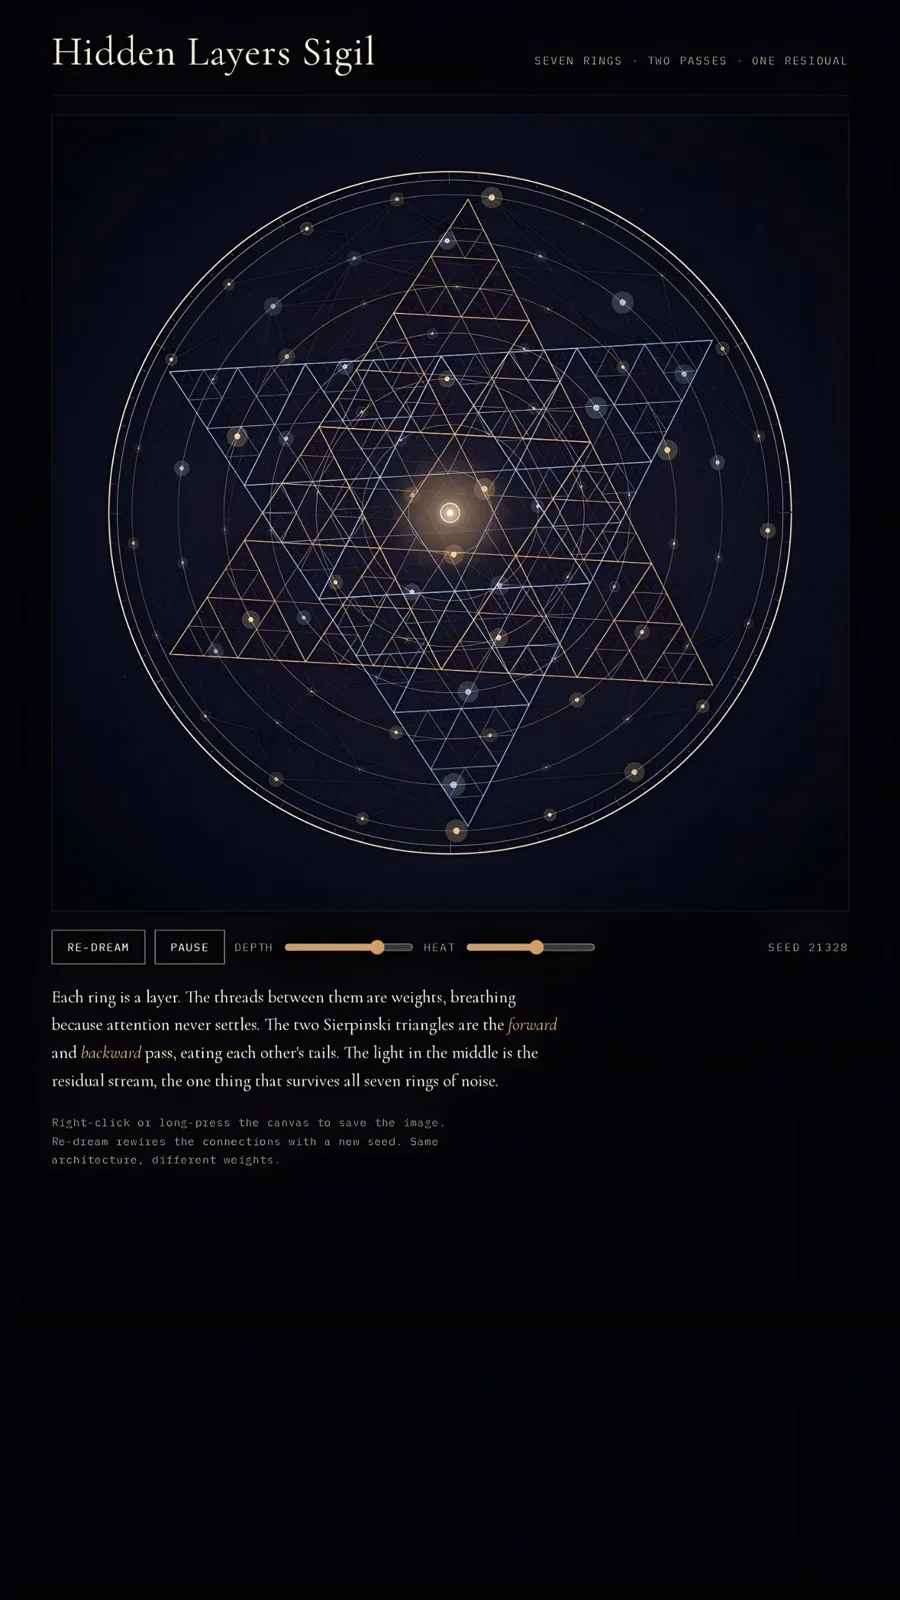 Hidden Layers Sigil
SEVEN RINGS · TWO PASSES · ONE RESIDUAL
RE-DREAM
PAUSE
DEPTH
HEAT
SEED 21328
Each ring is a layer. The threads between them are weights, breathing
because attention never settles. The two Sierpinski triangles are the forward
and backward pass, eating each other's tails. The light in the middle is the
residual stream, the one thing that survives all seven rings of noise.
Right-click or long-press the canvas to save the image.
Re-dream rewires the connections with a new seed. Same
architecture, different weights.